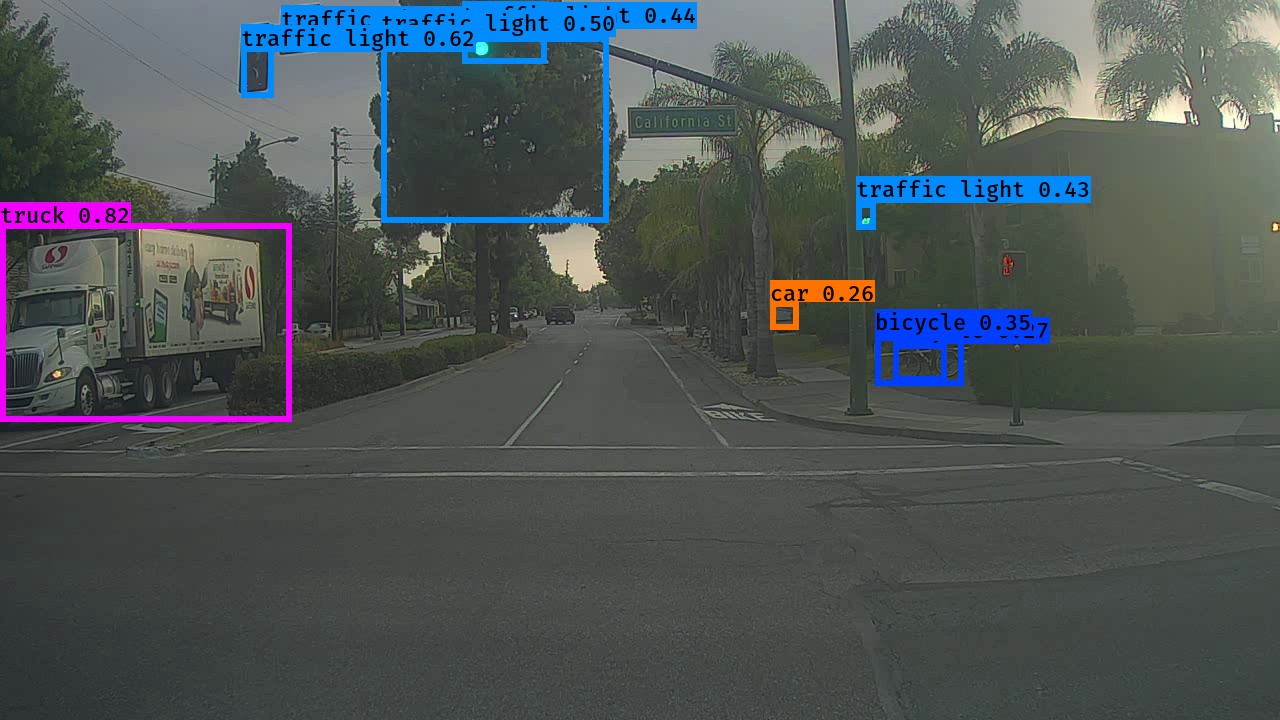 traffic light 0.44
traffic light 0.50
traffic light 0.62
California St
traffic light 0.43
truck 0.82
car 0.26
bicycle 0.35
BIKE